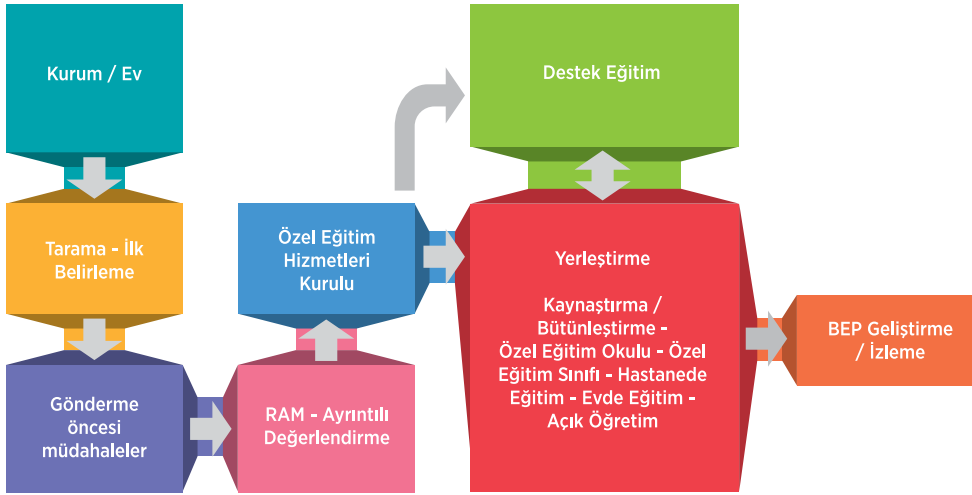 Kurum / Ev
Tarama - İlk
Belirleme
Gönderme
öncesi
müdahaleler
RAM - Ayrıntılı
Değerlendirme
Özel Eğitim
Hizmetleri
Kurulu
Destek Eğitim
Yerleştirme
Kaynaştırma /
Bütünleştirme -
Özel Eğitim Okulu - Özel
Eğitim Sınıfı - Hastanede
Eğitim - Evde Eğitim -
Açık Öğretim
BEP Geliştirme
/ İzleme